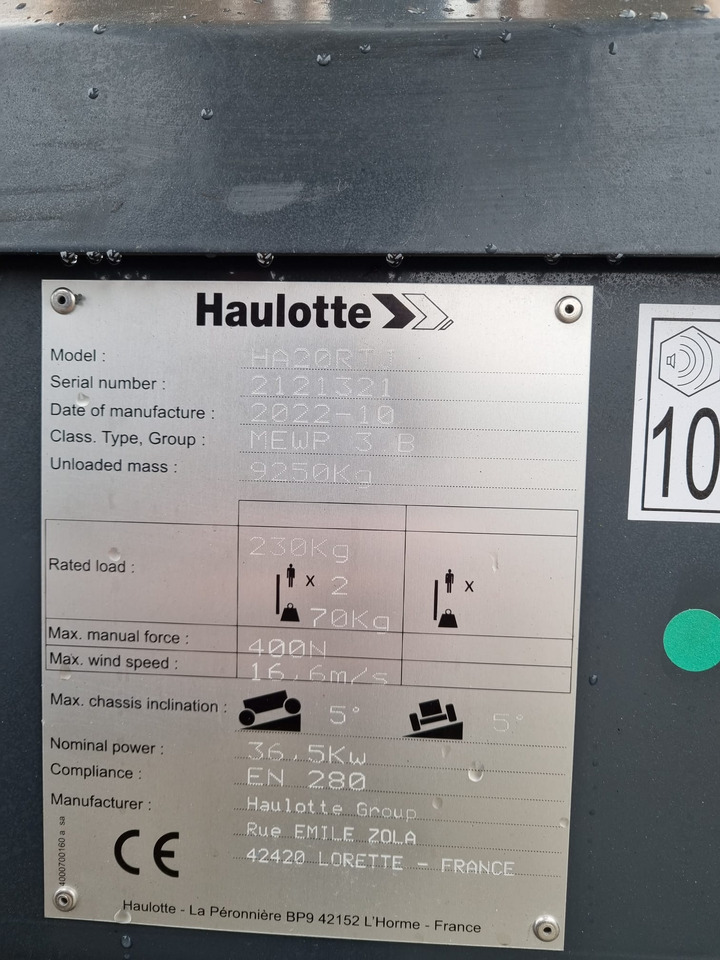 Haulotte
Model : HA20RTJ
Serial number : 2121321
Date of manufacture : 2022-10
Class. Type, Group : MEWP 3 B
Unloaded mass : 9250Kg
Rated load : 230Kg
x 2 x
70Kg
Max. manual force : 400N
Max. wind speed : 16,6m/s
Max. chassis inclination : 5° 5°
Nominal power : 36,5Kw
Compliance : EN 280
Manufacturer : Haulotte Group
Rue EMILE ZOLA
42420 LORETTE - FRANCE
CE
4000700160 a sa
Haulotte - La Péronnière BP9 42152 L'Horme - France
10